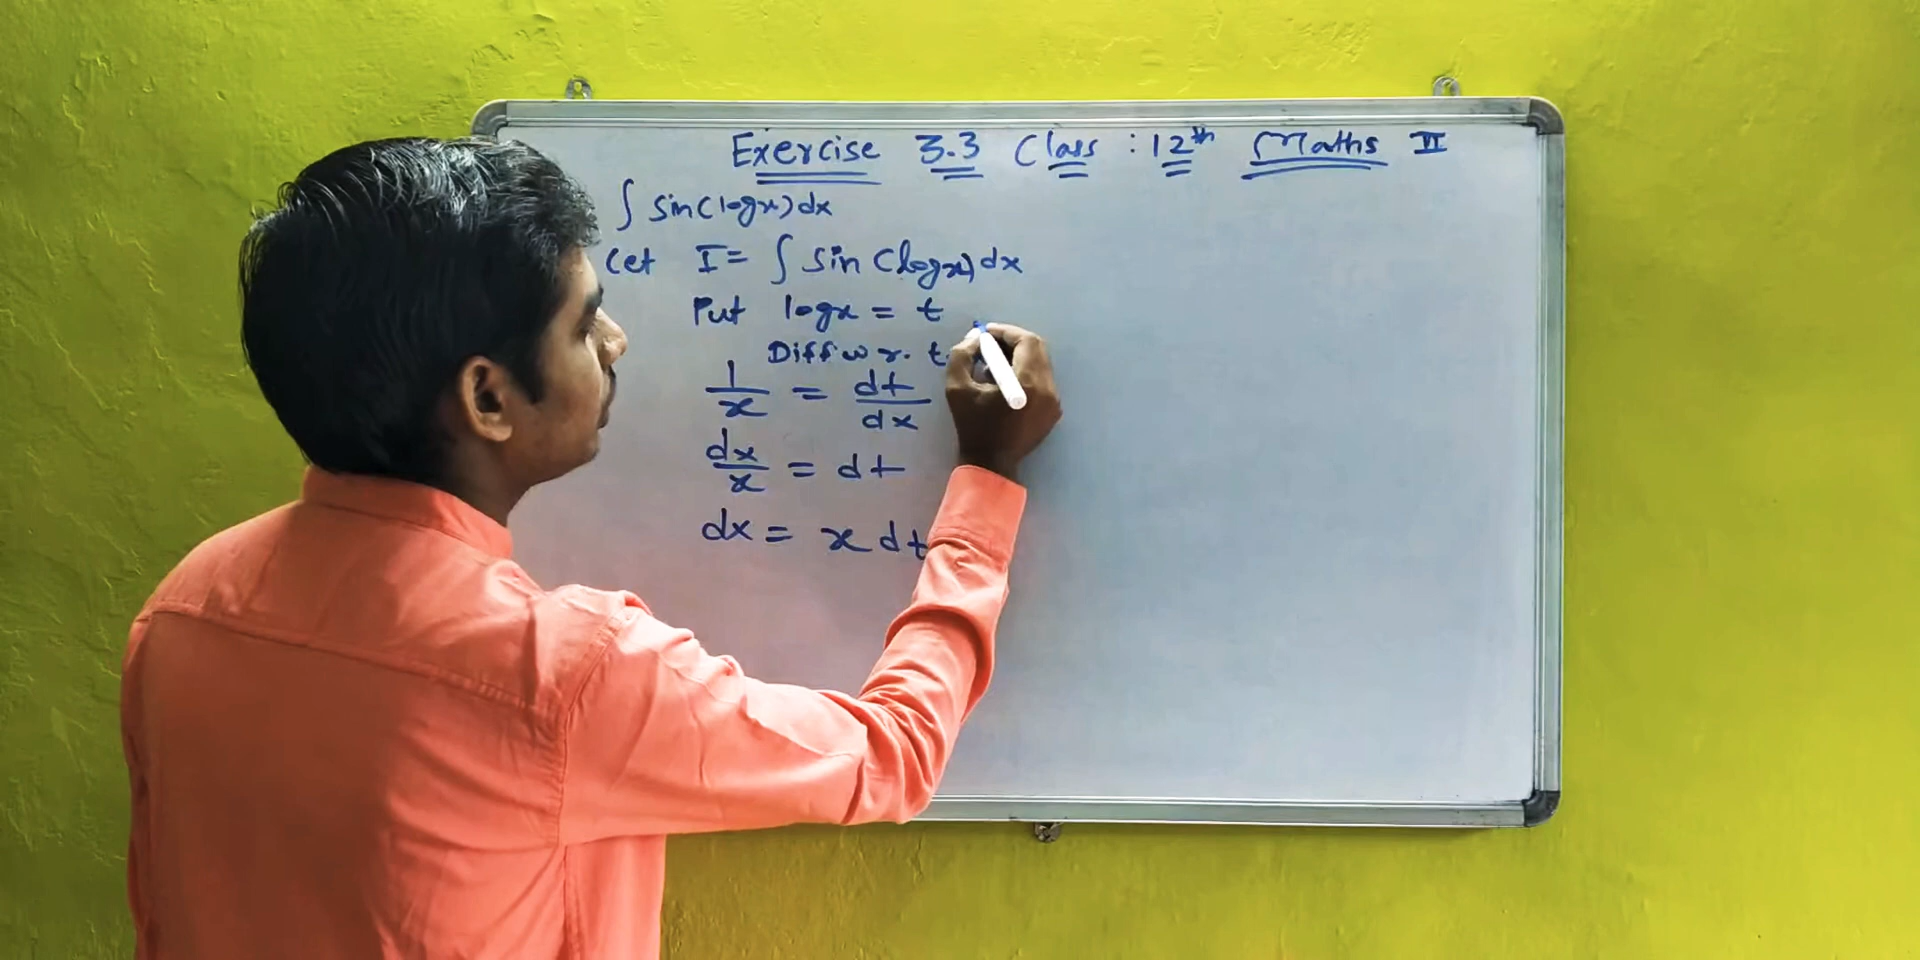 Exercise 3.3 Class : 12th Maths II
∫ sin(logx)dx
Let I = ∫ sin (logx) dx
Put logx = t
Diff w r. t.
1/x = dt/dx
dx/x = dt
dx = x dt